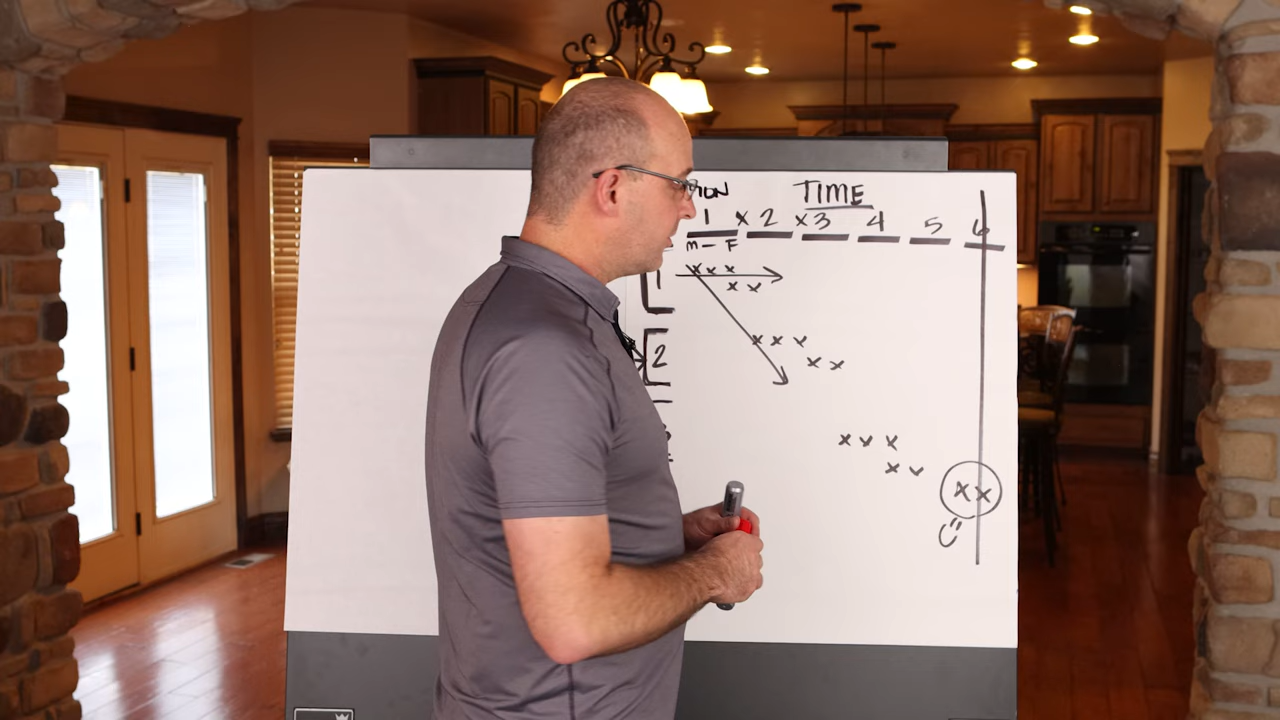 TIME
1 x 2 x 3 4 5 6
M - F
1 x x x
x x
2 x x x
x x
x x x
x x
x x